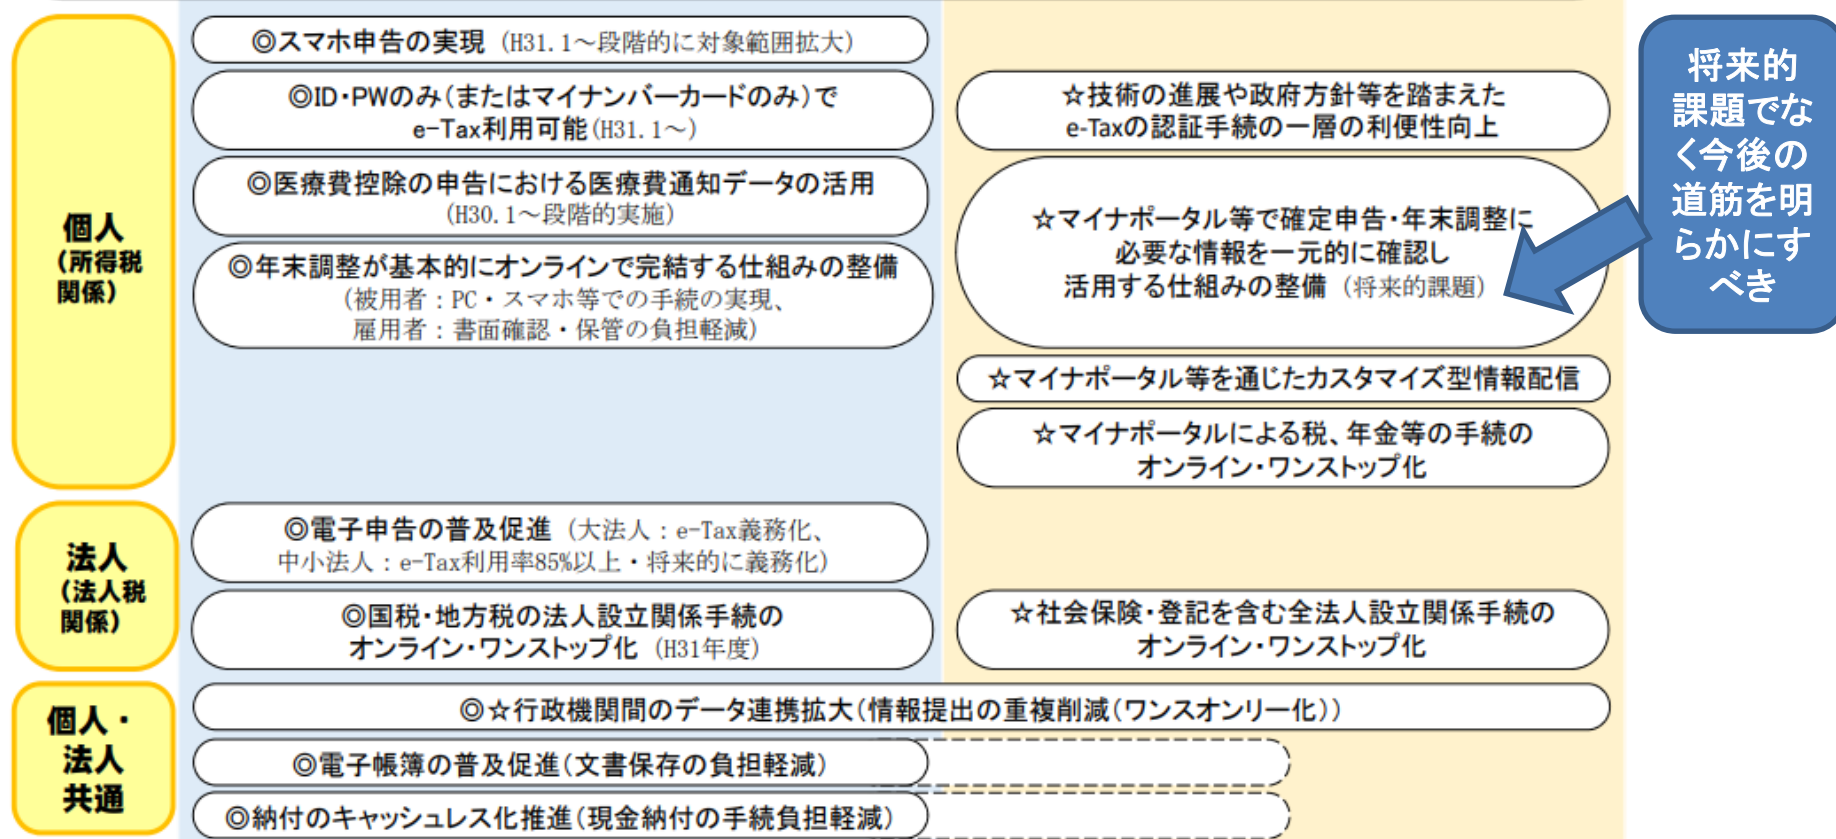 個人
（所得税
関係）
◎スマホ申告の実現（H31.1～段階的に対象範囲拡大）
◎ID・PWのみ（またはマイナンバーカードのみ）で
e-Tax利用可能（H31.1～）
◎医療費控除の申告における医療費通知データの活用
（H30.1～段階的実施）
◎年末調整が基本的にオンラインで完結する仕組みの整備
（被用者：PC・スマホ等での手続の実現、
雇用者：書面確認・保管の負担軽減）
☆技術の進展や政府方針等を踏まえた
e-Taxの認証手続の一層の利便性向上
☆マイナポータル等で確定申告・年末調整に
必要な情報を一元的に確認し
活用する仕組みの整備（将来的課題）
☆マイナポータル等を通じたカスタマイズ型情報配信
☆マイナポータルによる税、年金等の手続の
オンライン・ワンストップ化
将来的
課題でな
く今後の
道筋を明
らかにす
べき
法人
（法人税
関係）
◎電子申告の普及促進（大法人：e-Tax義務化、
中小法人：e-Tax利用率85%以上・将来的に義務化）
◎国税・地方税の法人設立関係手続の
オンライン・ワンストップ化（H31年度）
☆社会保険・登記を含む全法人設立関係手続の
オンライン・ワンストップ化
個人・
法人
共通
◎☆行政機関間のデータ連携拡大（情報提出の重複削減（ワンスオンリー化））
◎電子帳簿の普及促進（文書保存の負担軽減）
◎納付のキャッシュレス化推進（現金納付の手続負担軽減）